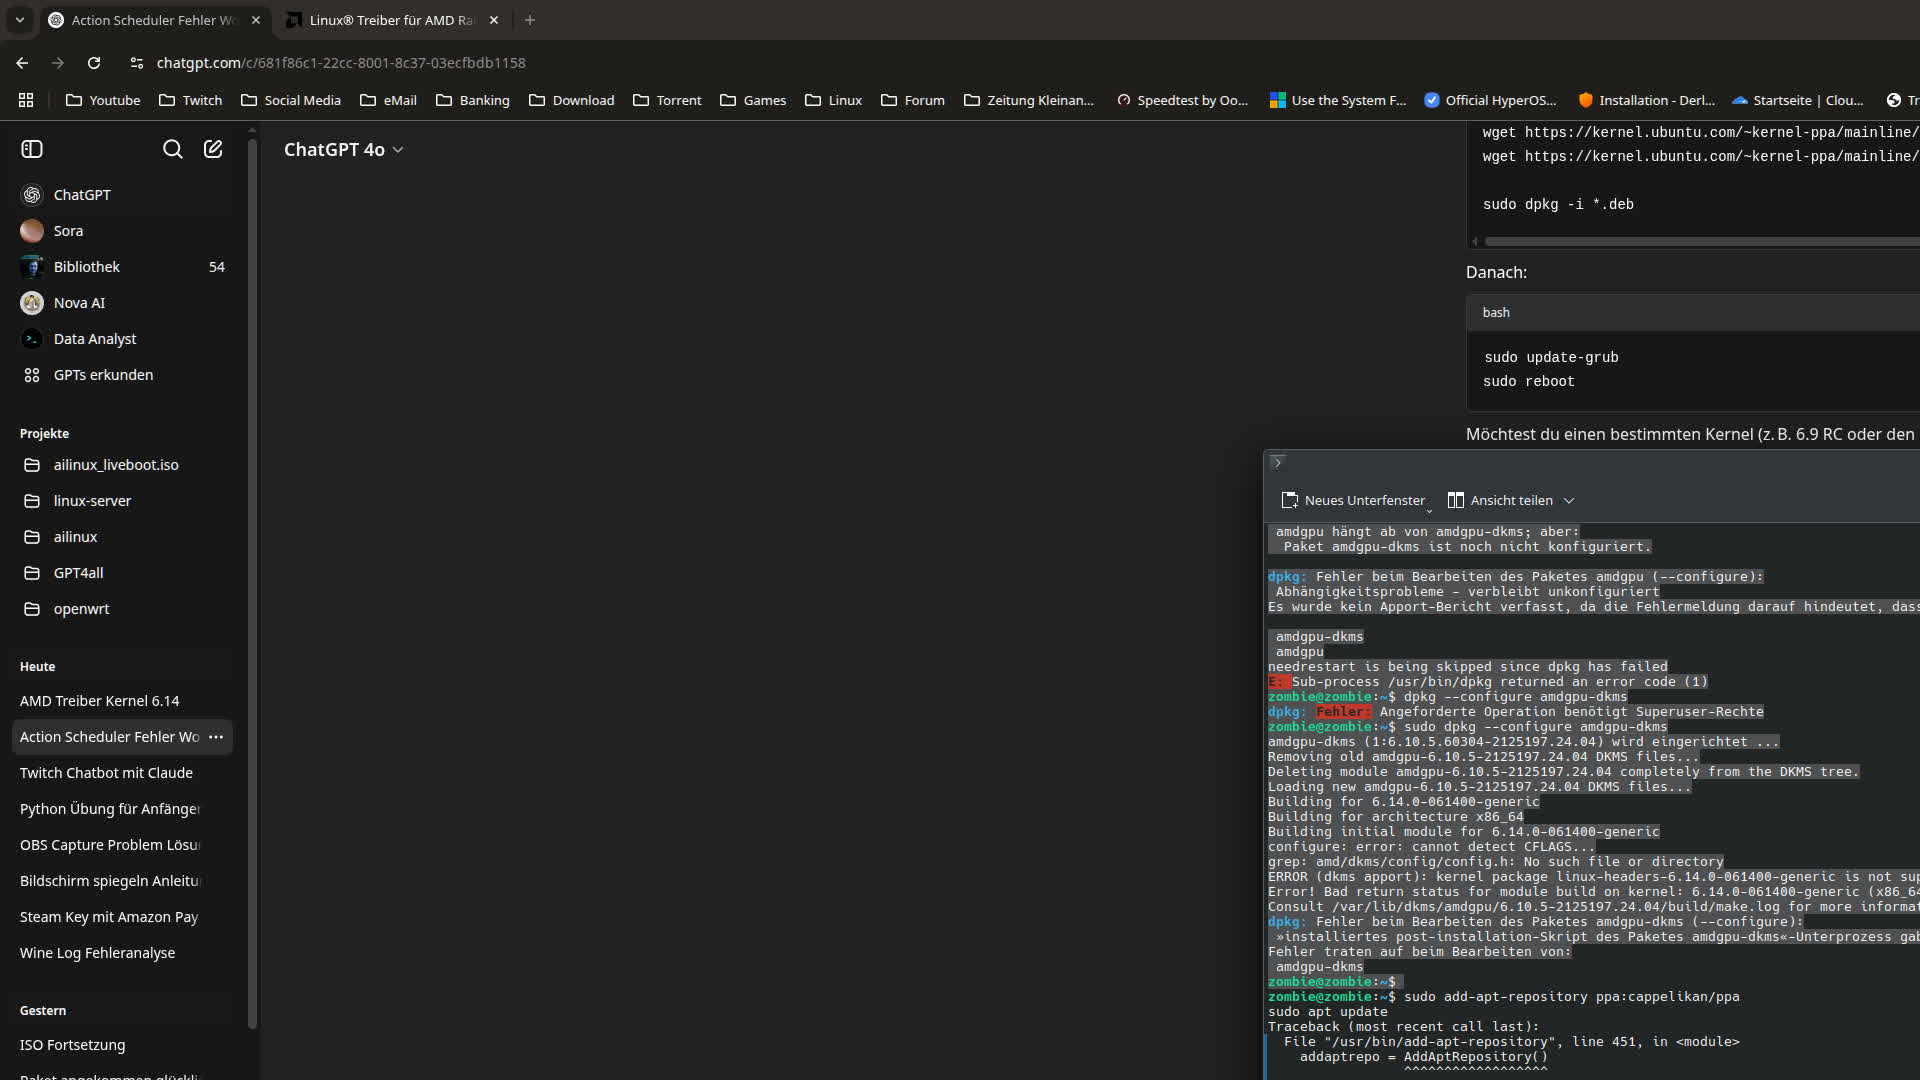 Action Scheduler Fehler Wo
Linux® Treiber für AMD Ra
chatgpt.com/c/681f86c1-22cc-8001-8c37-03ecfbdb1158
Youtube
Twitch
Social Media
eMail
Banking
Download
Torrent
Games
Linux
Forum
Zeitung Kleinan...
Speedtest by Oo...
Use the System F...
Official HyperOS...
Installation - Derl...
Startseite | Clou...
Tr
ChatGPT
Sora
Bibliothek 54
Nova AI
Data Analyst
GPTs erkunden
Projekte
ailinux_liveboot.iso
linux-server
ailinux
GPT4all
openwrt
Heute
AMD Treiber Kernel 6.14
Action Scheduler Fehler Wo
Twitch Chatbot mit Claude
Python Übung für Anfänger
OBS Capture Problem Lösu
Bildschirm spiegeln Anleitu
Steam Key mit Amazon Pay
Wine Log Fehleranalyse
Gestern
ISO Fortsetzung
Paket angekommen glückli
ChatGPT 4o
wget https://kernel.ubuntu.com/~kernel-ppa/mainline/
wget https://kernel.ubuntu.com/~kernel-ppa/mainline/
sudo dpkg -i *.deb
Danach:
bash
sudo update-grub
sudo reboot
Möchtest du einen bestimmten Kernel (z. B. 6.9 RC oder den
Neues Unterfenster
Ansicht teilen
amdgpu hängt ab von amdgpu-dkms; aber:
Paket amdgpu-dkms ist noch nicht konfiguriert.
dpkg: Fehler beim Bearbeiten des Paketes amdgpu (--configure):
Abhängigkeitsprobleme - verbleibt unkonfiguriert
Es wurde kein Apport-Bericht verfasst, da die Fehlermeldung darauf hindeutet, dass
amdgpu-dkms
amdgpu
needrestart is being skipped since dpkg has failed
E: Sub-process /usr/bin/dpkg returned an error code (1)
zombie@zombie:~$ dpkg --configure amdgpu-dkms
dpkg: Fehler: Angeforderte Operation benötigt Superuser-Rechte
zombie@zombie:~$ sudo dpkg --configure amdgpu-dkms
amdgpu-dkms (1:6.10.5.60304-2125197.24.04) wird eingerichtet ...
Removing old amdgpu-6.10.5-2125197.24.04 DKMS files...
Deleting module amdgpu-6.10.5-2125197.24.04 completely from the DKMS tree.
Loading new amdgpu-6.10.5-2125197.24.04 DKMS files...
Building for 6.14.0-061400-generic
Building for architecture x86_64
Building initial module for 6.14.0-061400-generic
configure: error: cannot detect CFLAGS...
grep: amd/dkms/config/config.h: No such file or directory
ERROR (dkms apport): kernel package linux-headers-6.14.0-061400-generic is not sup
Error! Bad return status for module build on kernel: 6.14.0-061400-generic (x86_64
Consult /var/lib/dkms/amdgpu/6.10.5-2125197.24.04/build/make.log for more informat
dpkg: Fehler beim Bearbeiten des Paketes amdgpu-dkms (--configure):
»installiertes post-installation-Skript des Paketes amdgpu-dkms«-Unterprozess gab
Fehler traten auf beim Bearbeiten von:
amdgpu-dkms
zombie@zombie:~$
zombie@zombie:~$ sudo add-apt-repository ppa:cappelikan/ppa
sudo apt update
Traceback (most recent call last):
File "/usr/bin/add-apt-repository", line 451, in <module>
addaptrepo = AddAptRepository()
^^^^^^^^^^^^^^^^^^